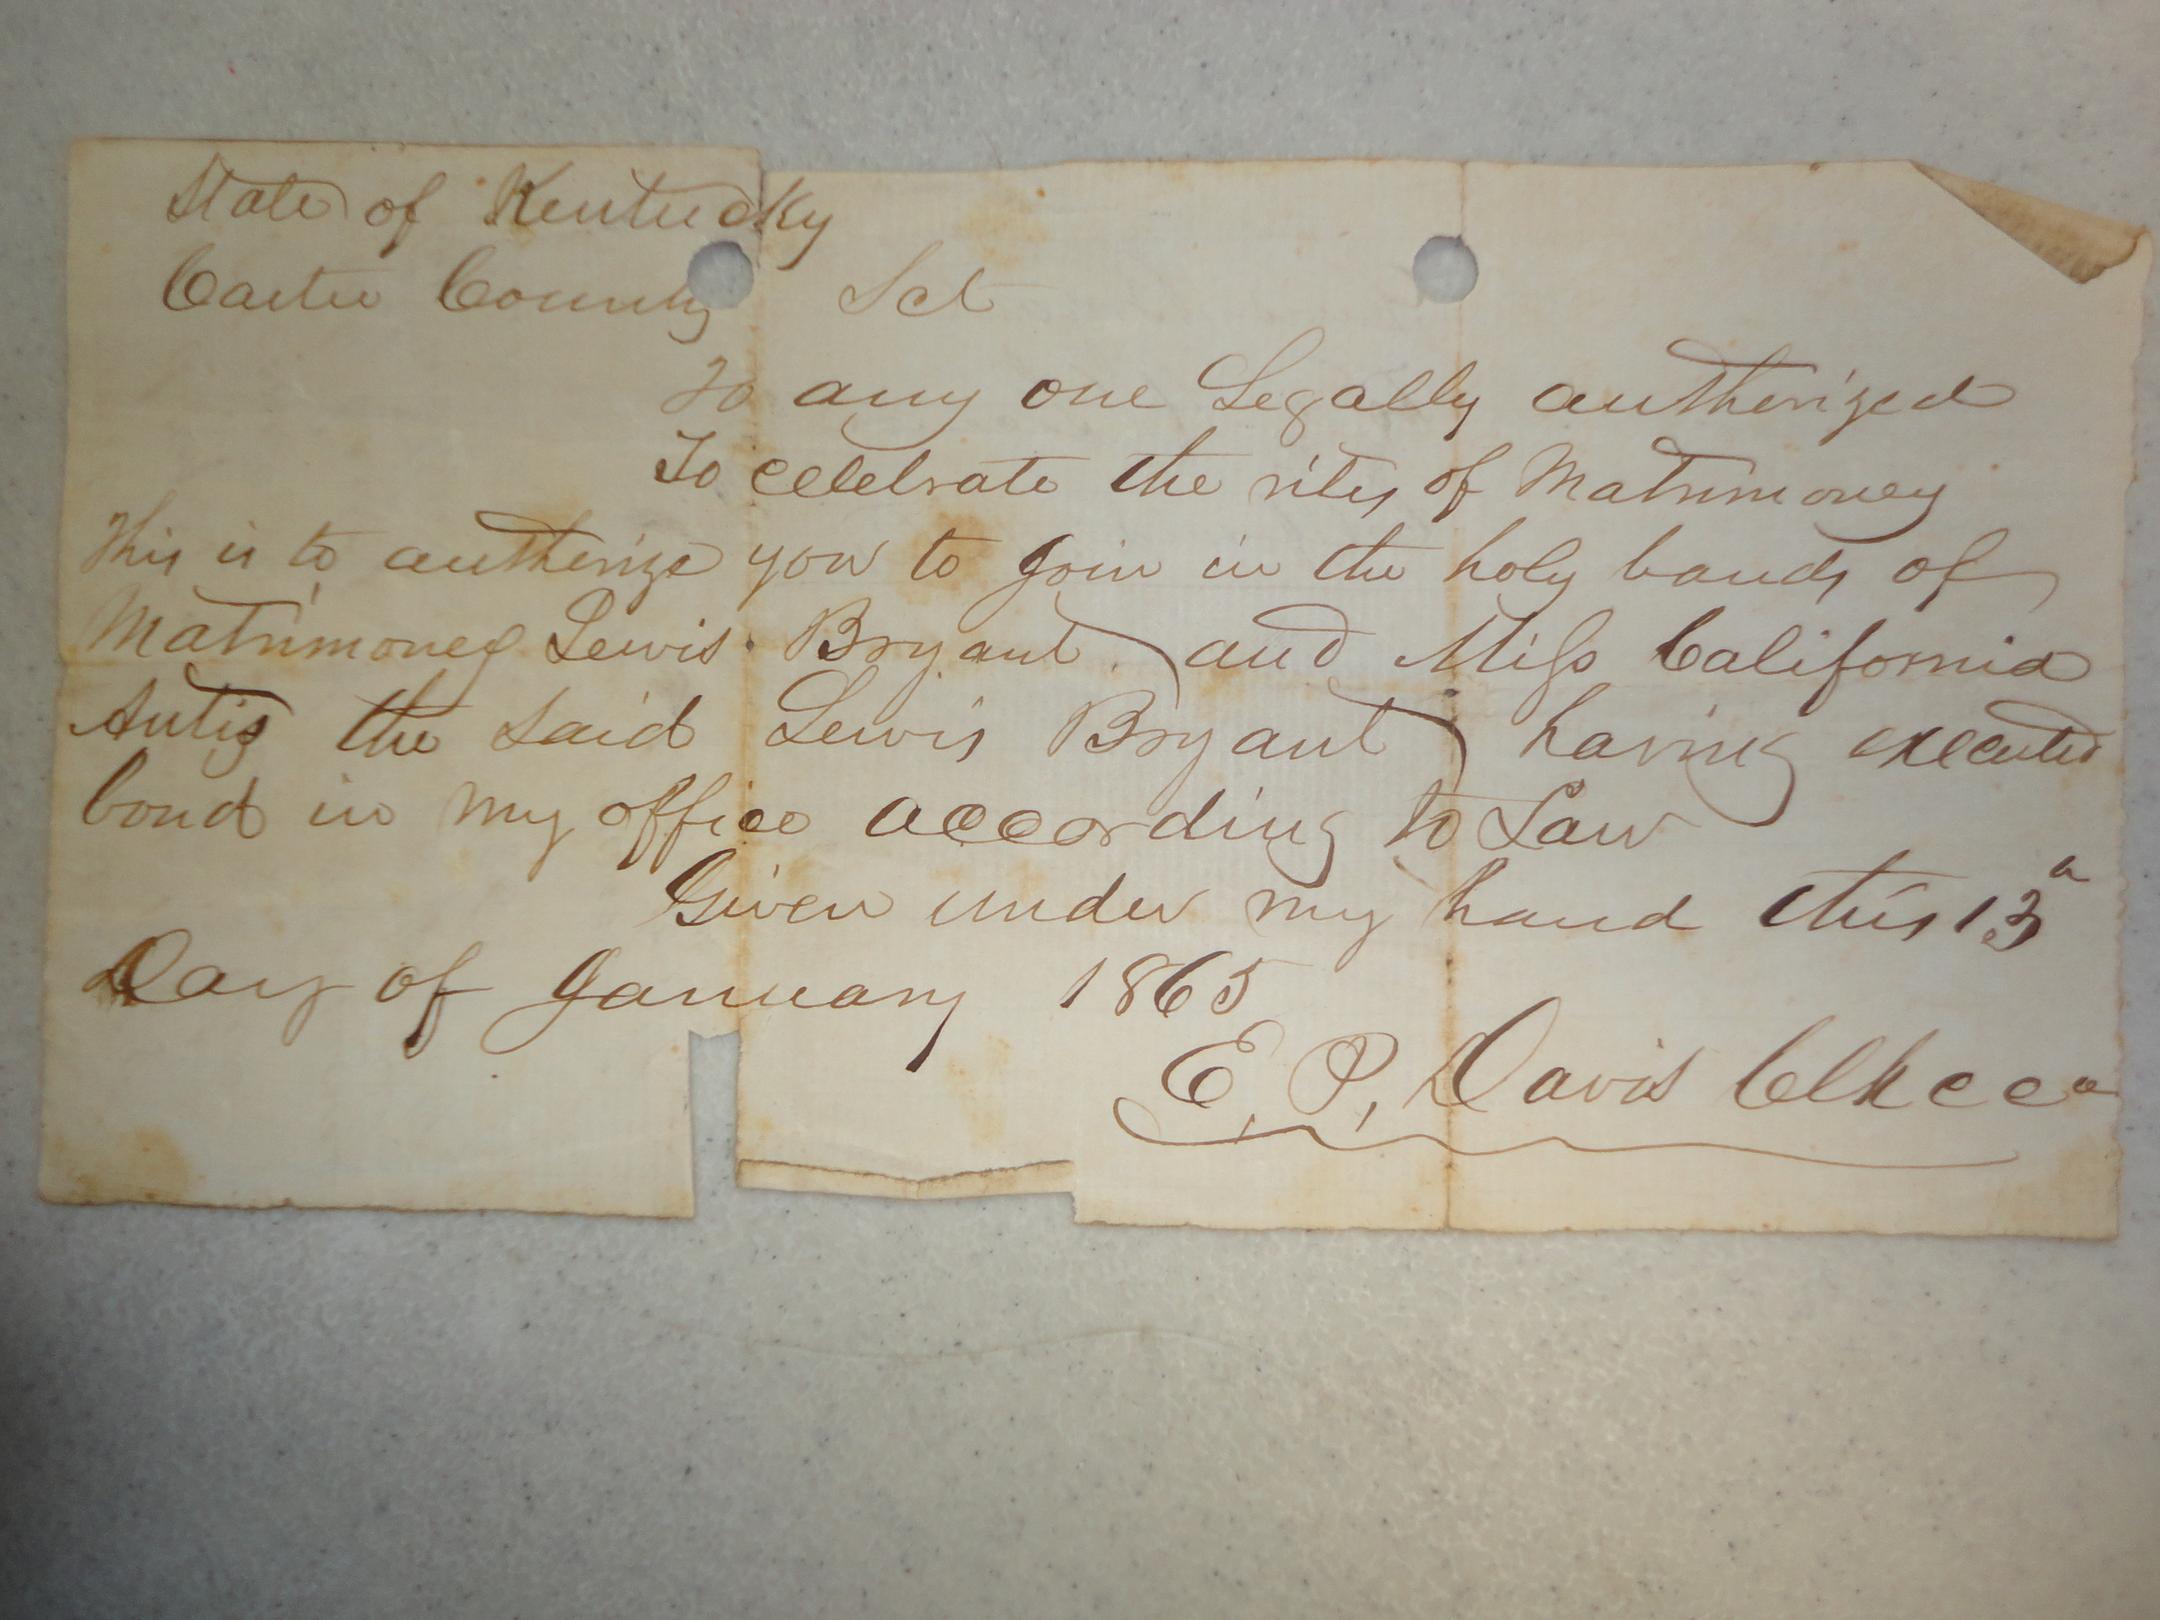 State of Kentucky
Carter County Sct
To any one Legally authorized
To celebrate the rites of Matrimoney
This is to authorize you to join in the holy bands of
Matrimoney Lewis Bryant and Miss California
Antis the Said Lewis Bryant having executed
bond in my office according to Law
Given under my hand this 13
Day of January 1865
E. P. Davis Clk